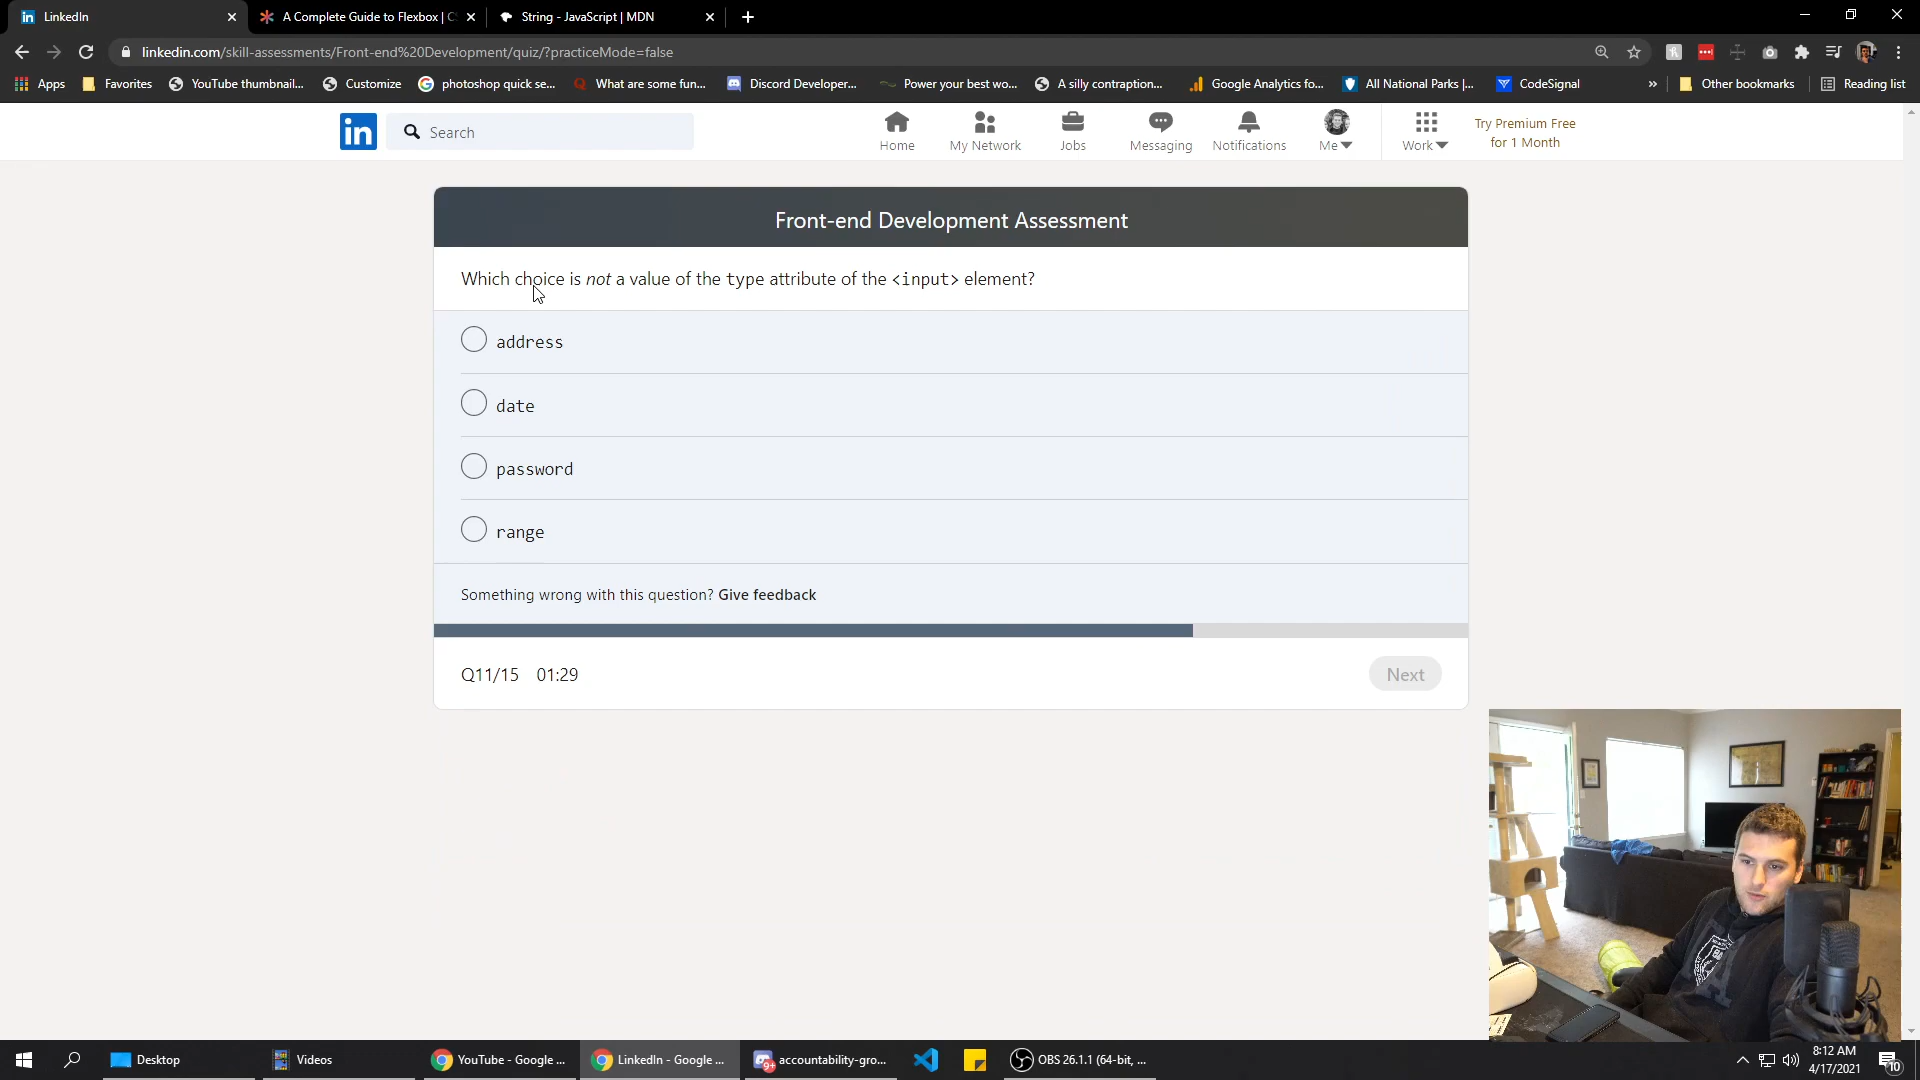 LinkedIn
A Complete Guide to Flexbox | C
String - JavaScript | MDN
linkedin.com/skill-assessments/Front-end%20Development/quiz/?practiceMode=false
Apps
Favorites
YouTube thumbnail...
Customize
photoshop quick se...
What are some fun...
Discord Developer...
Power your best wo...
A silly contraption...
Google Analytics fo...
All National Parks |...
CodeSignal
»
Other bookmarks
Reading list
in
Search
Home
My Network
Jobs
Messaging
Notifications
Me
Work
Try Premium Free
for 1 Month
Front-end Development Assessment
Which choice is not a value of the type attribute of the <input> element?
address
date
password
range
Something wrong with this question? Give feedback
Q11/15 01:29
Next
Desktop
Videos
YouTube - Google ...
LinkedIn - Google ...
9+
accountability-gro...
OBS 26.1.1 (64-bit, ...
8:12 AM
4/17/2021
10